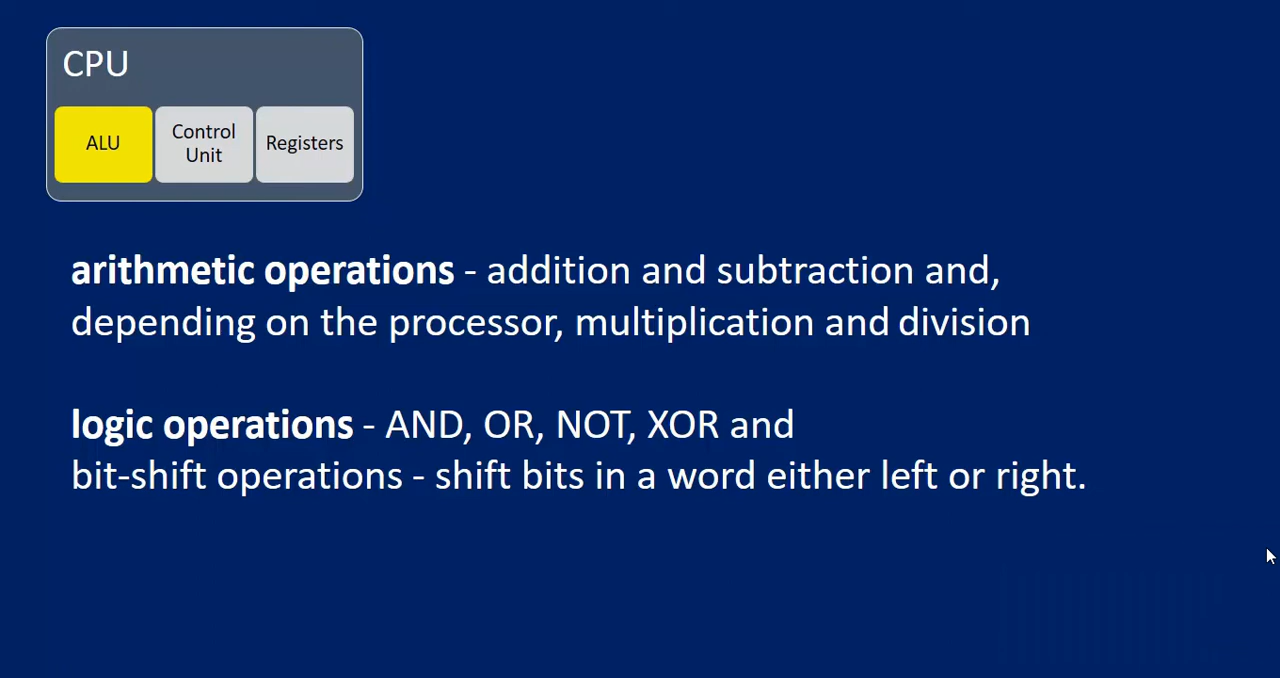 CPU
ALU
Control
Unit
Registers
arithmetic operations - addition and subtraction and,
depending on the processor, multiplication and division
logic operations - AND, OR, NOT, XOR and
bit-shift operations - shift bits in a word either left or right.